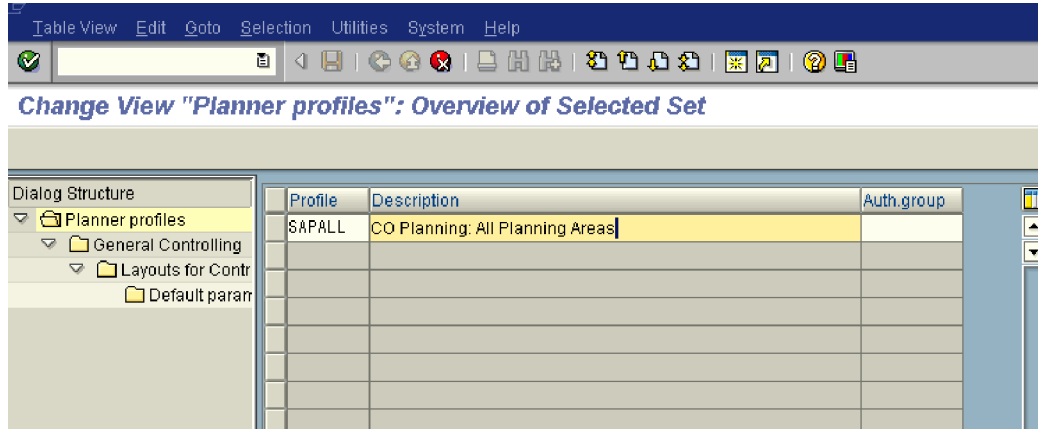 Table View Edit Goto Selection Utilities System Help
Change View "Planner profiles": Overview of Selected Set
Dialog Structure
Planner profiles
General Controlling
Layouts for Contr
Default param
Profile Description Auth.group
SAPALL CO Planning: All Planning Areas